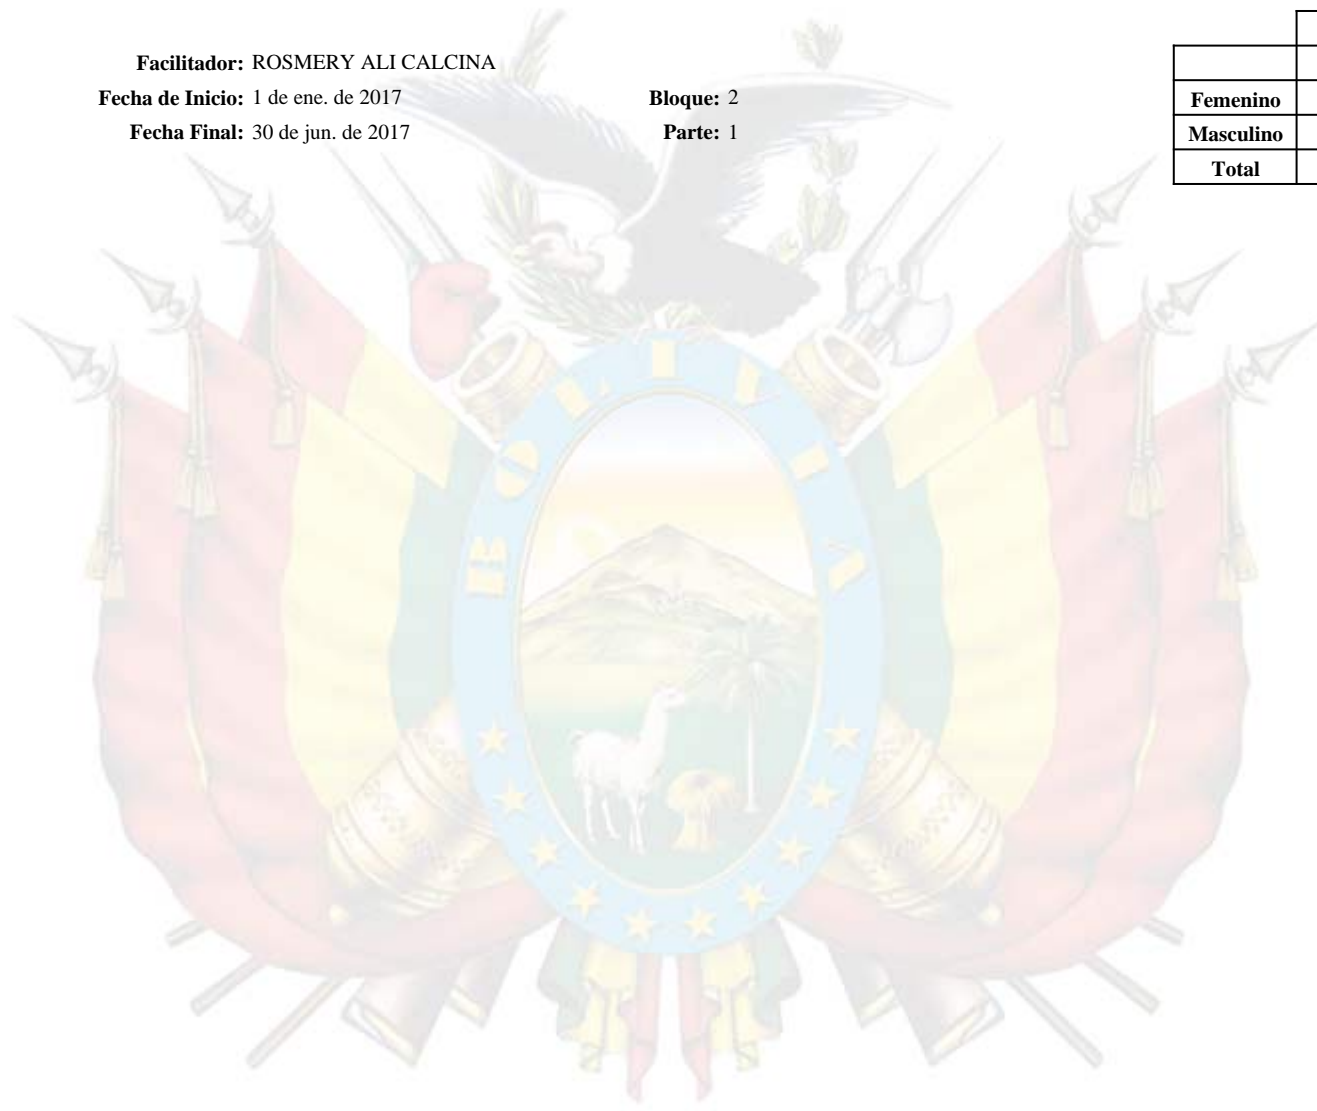 Facilitador: ROSMERY ALI CALCINA
Fecha de Inicio: 1 de ene. de 2017 Bloque: 2
Fecha Final: 30 de jun. de 2017 Parte: 1
Femenino
Masculino
Total
BOLIVIA